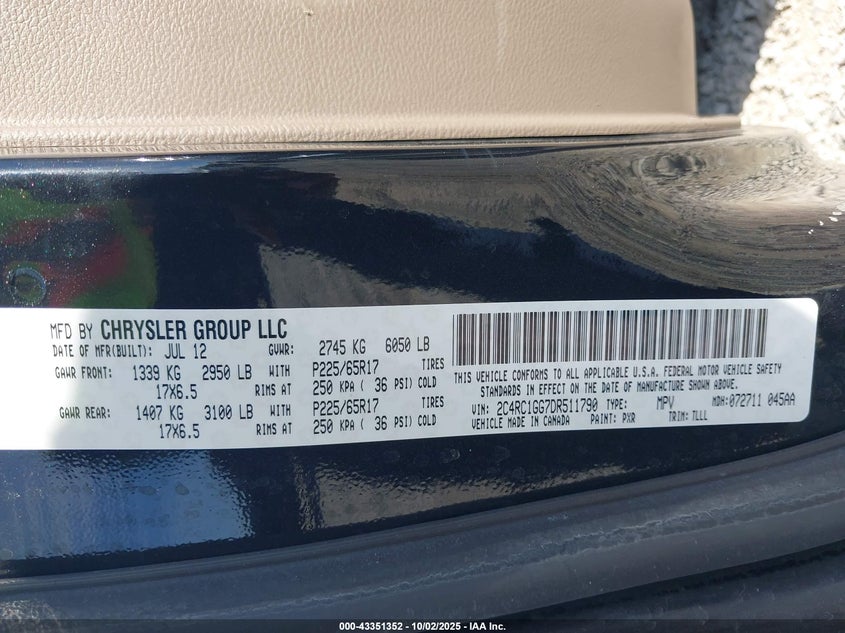 MFD BY CHRYSLER GROUP LLC
DATE OF MFR(BUILT): JUL 12 GVWR: 2745 KG 6050 LB
GAWR FRONT: 1339 KG 2950 LB WITH P225/65R17 TIRES
17X6.5 RIMS AT 250 KPA ( 36 PSI) COLD
GAWR REAR: 1407 KG 3100 LB WITH P225/65R17 TIRES
17X6.5 RIMS AT 250 KPA ( 36 PSI) COLD
THIS VEHICLE CONFORMS TO ALL APPLICABLE U.S.A. FEDERAL MOTOR VEHICLE SAFETY
STANDARDS IN EFFECT ON THE DATE OF MANUFACTURE SHOWN ABOVE.
VIN: 2C4RC1GG7DR511790 TYPE: MPV MDH:072711 045AA
VEHICLE MADE IN CANADA PAINT: PXR TRIM: TLLL
000-43351352 | 10/02/2025 | IAA Inc.